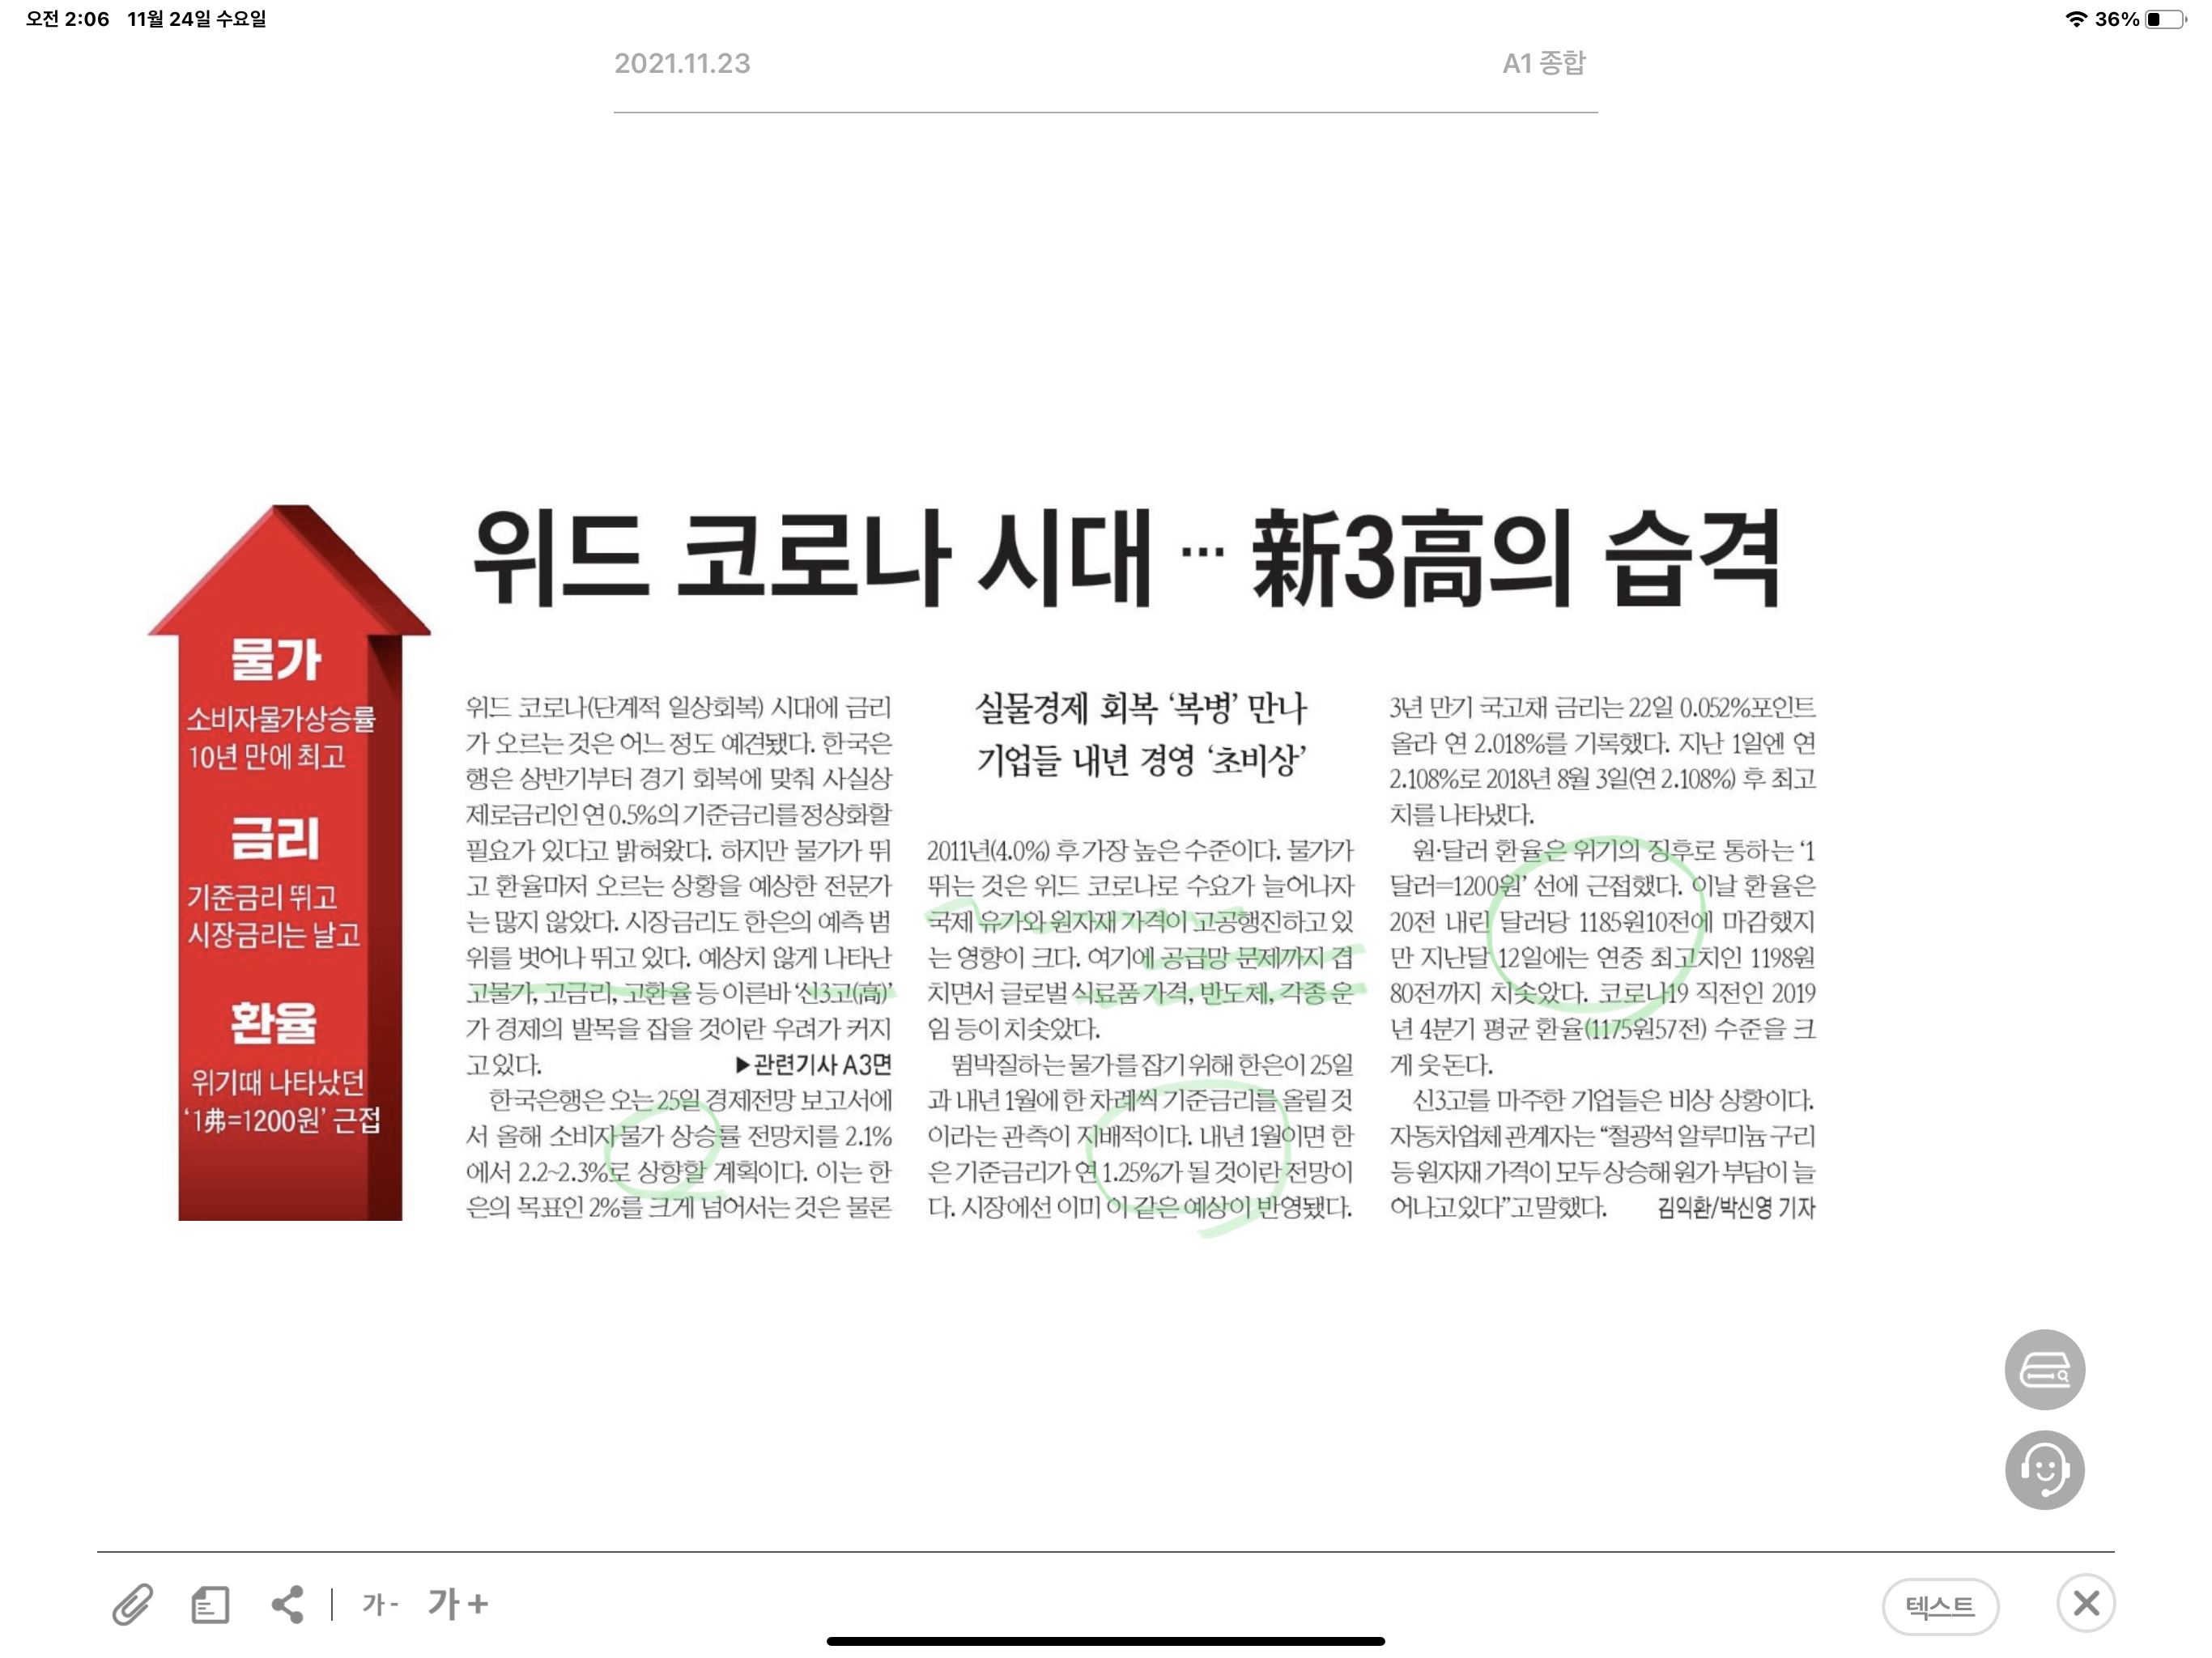 오전 2:06 11월 24일 수요일
36%
2021.11.23
A1 종합
위드 코로나 시대 … 新3高의 습격
물가
소비자물가상승률
10년 만에 최고
금리
기준금리 뛰고
시장금리는 날고
환율
위기때 나타났던
‘1弗=1200원’ 근접
위드 코로나(단계적 일상회복) 시대에 금리
가 오르는 것은 어느 정도 예견됐다. 한국은
행은 상반기부터 경기 회복에 맞춰 사실상
제로금리인 연 0.5%의 기준금리를 정상화할
필요가 있다고 밝혀왔다. 하지만 물가가 뛰
고 환율마저 오르는 상황을 예상한 전문가
는 많지 않았다. 시장금리도 한은의 예측 범
위를 벗어나 뛰고 있다. 예상치 않게 나타난
고물가, 고금리, 고환율 등 이른바 ‘신3고(高)’
가 경제의 발목을 잡을 것이란 우려가 커지
고 있다. ▶관련기사 A3면
한국은행은 오는 25일 경제전망 보고서에
서 올해 소비자물가 상승률 전망치를 2.1%
에서 2.2~2.3%로 상향할 계획이다. 이는 한
은의 목표인 2%를 크게 넘어서는 것은 물론
실물경제 회복 ‘복병’ 만나
기업들 내년 경영 ‘초비상’
2011년(4.0%) 후 가장 높은 수준이다. 물가가
뛰는 것은 위드 코로나로 수요가 늘어나자
국제 유가와 원자재 가격이 고공행진하고 있
는 영향이 크다. 여기에 공급망 문제까지 겹
치면서 글로벌 식료품 가격, 반도체, 각종 운
임 등이 치솟았다.
뜀박질하는 물가를 잡기 위해 한은이 25일
과 내년 1월에 한 차례씩 기준금리를 올릴 것
이라는 관측이 지배적이다. 내년 1월이면 한
은 기준금리가 연 1.25%가 될 것이란 전망이
다. 시장에선 이미 이 같은 예상이 반영됐다.
3년 만기 국고채 금리는 22일 0.052%포인트
올라 연 2.018%를 기록했다. 지난 1일엔 연
2.108%로 2018년 8월 3일(연 2.108%) 후 최고
치를 나타냈다.
원·달러 환율은 위기의 징후로 통하는 ‘1
달러=1200원’ 선에 근접했다. 이날 환율은
20전 내린 달러당 1185원10전에 마감했지
만 지난달 12일에는 연중 최고치인 1198원
80전까지 치솟았다. 코로나19 직전인 2019
년 4분기 평균 환율(1175원57전) 수준을 크
게 웃돈다.
신3고를 마주한 기업들은 비상 상황이다.
자동차업체 관계자는 “철광석 알루미늄 구리
등 원자재 가격이 모두 상승해 원가 부담이 늘
어나고 있다”고 말했다. 김익환/박신영 기자
가 - 가 +
텍스트